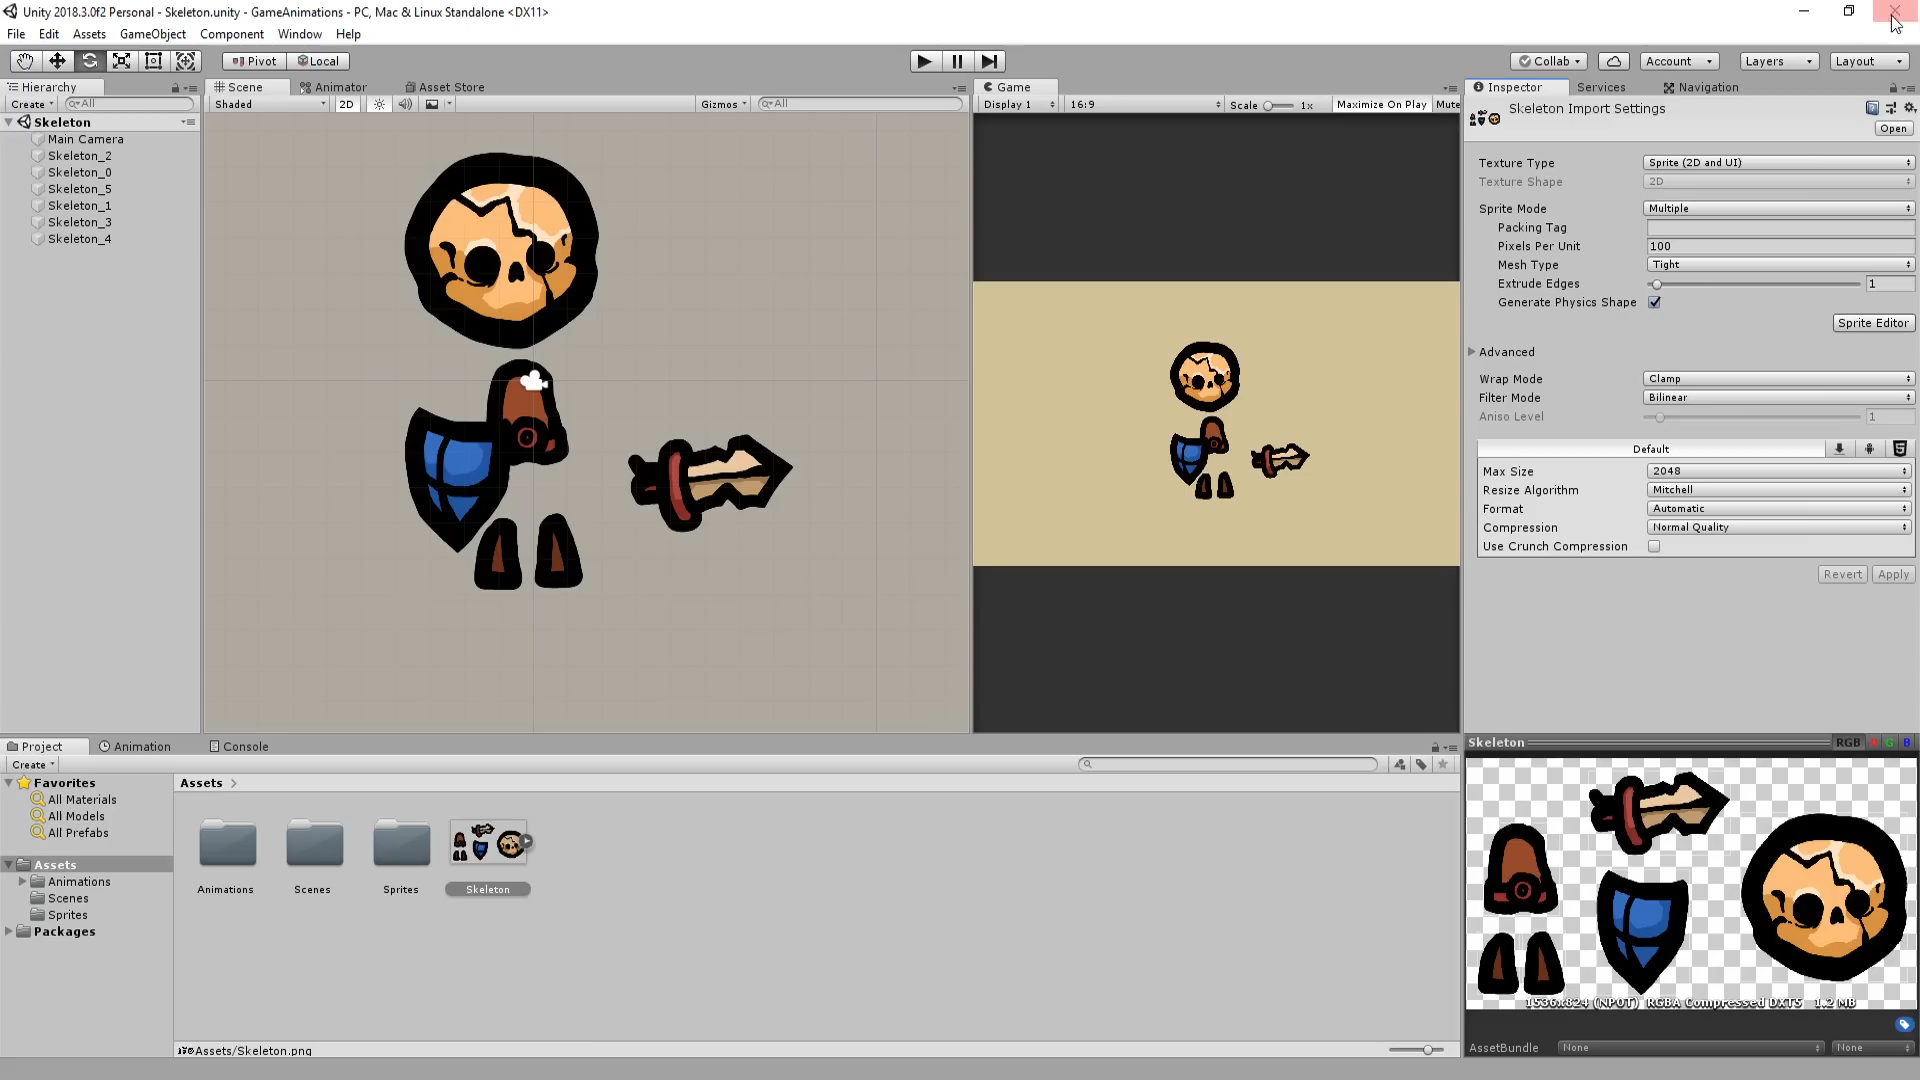 Unity 2018.3.0f2 Personal - Skeleton.unity - GameAnimations - PC, Mac & Linux Standalone <DX11>
File Edit Assets GameObject Component Window Help
Pivot Local Collab Account Layers Layout
Hierarchy Scene Animator Asset Store Game Inspector Services Navigation
Create All Shaded 2D Gizmos All Display 1 16:9 Scale 1x Maximize On Play Mute
Skeleton
Main Camera
Skeleton_2
Skeleton_0
Skeleton_5
Skeleton_1
Skeleton_3
Skeleton_4
Skeleton Import Settings
Open
Texture Type Sprite (2D and UI)
Texture Shape 2D
Sprite Mode Multiple
Packing Tag
Pixels Per Unit 100
Mesh Type Tight
Extrude Edges 1
Generate Physics Shape
Sprite Editor
Advanced
Wrap Mode Clamp
Filter Mode Bilinear
Aniso Level 1
Default
Max Size 2048
Resize Algorithm Mitchell
Format Automatic
Compression Normal Quality
Use Crunch Compression
Revert Apply
Project Animation Console
Create
Favorites
All Materials
All Models
All Prefabs
Assets
Animations
Scenes
Sprites
Packages
Assets
Animations Scenes Sprites Skeleton
Assets/Skeleton.png
Skeleton RGB R G B
1536x824 (NPOT) RGBA Compressed DXT5 1.2 MB
AssetBundle None None